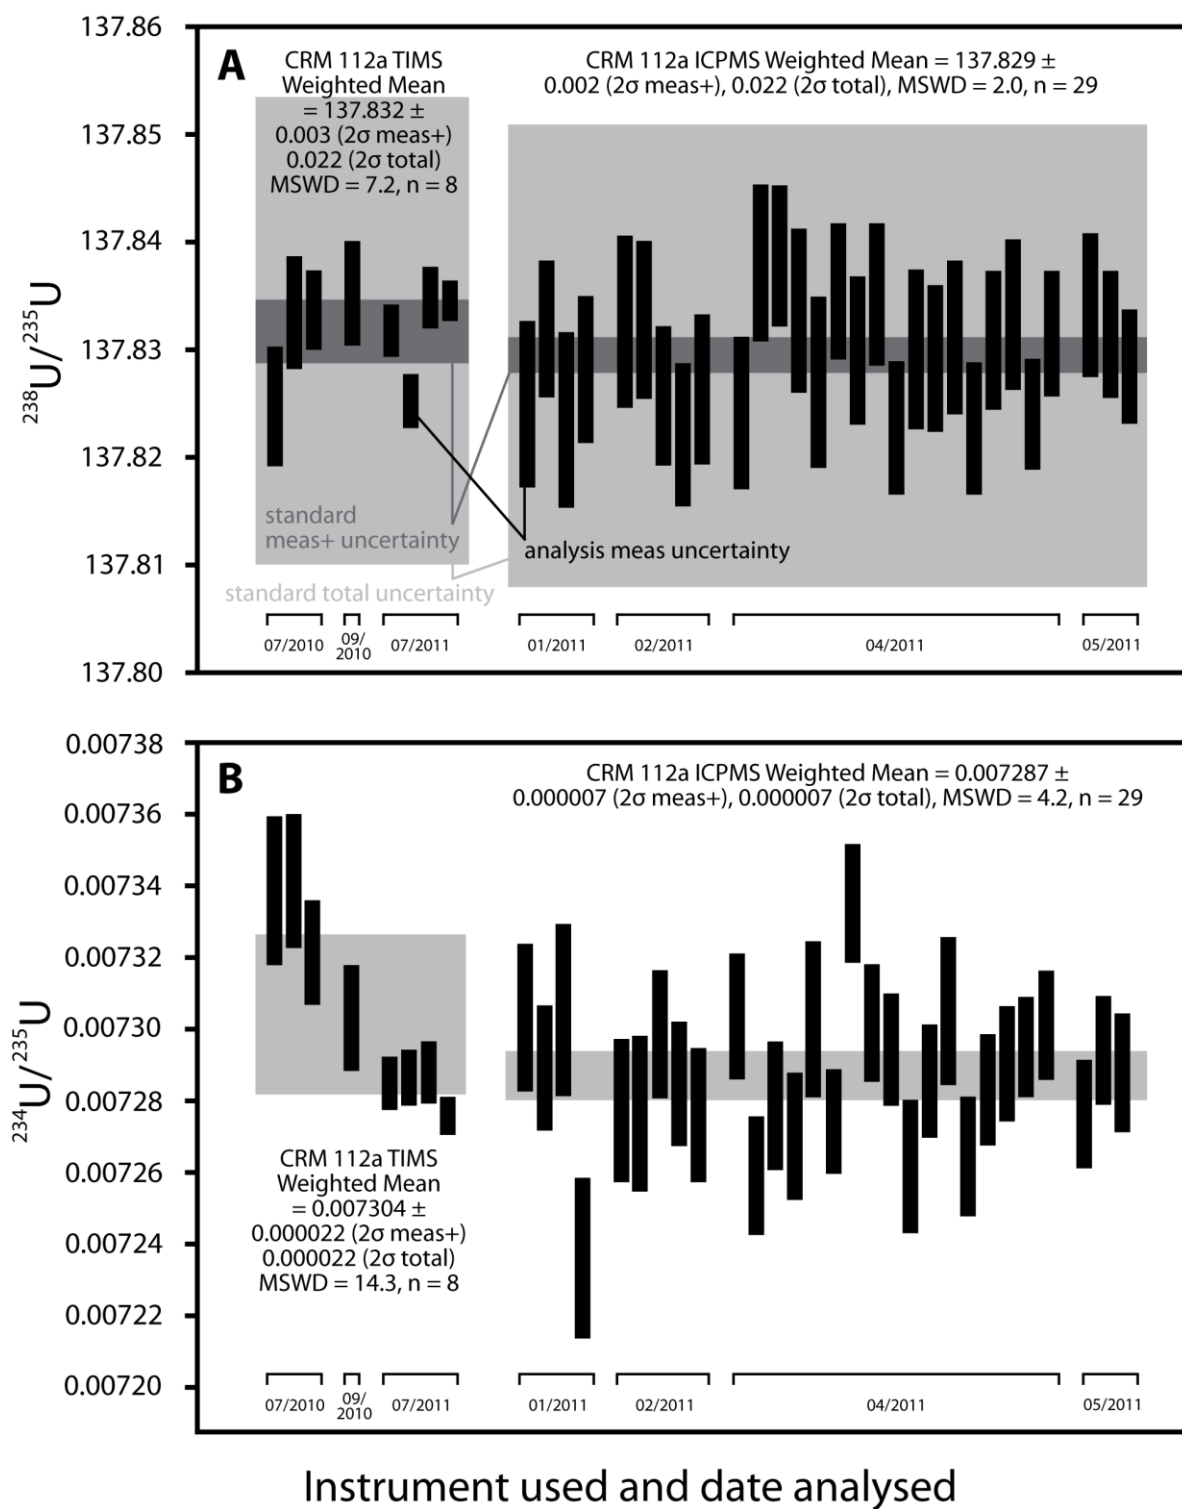 137.86
137.85
137.84
137.83
137.82
137.81
137.80
²³⁸U/²³⁵U
A
CRM 112a TIMS
Weighted Mean
= 137.832 ±
0.003 (2σ meas+)
0.022 (2σ total)
MSWD = 7.2, n = 8
CRM 112a ICPMS Weighted Mean = 137.829 ±
0.002 (2σ meas+), 0.022 (2σ total), MSWD = 2.0, n = 29
standard
meas+ uncertainty
analysis meas uncertainty
standard total uncertainty
07/2010
09/
2010
07/2011
01/2011
02/2011
04/2011
05/2011
0.00738
0.00736
0.00734
0.00732
0.00730
0.00728
0.00726
0.00724
0.00722
0.00720
²³⁴U/²³⁵U
B
CRM 112a ICPMS Weighted Mean = 0.007287 ±
0.000007 (2σ meas+), 0.000007 (2σ total), MSWD = 4.2, n = 29
CRM 112a TIMS
Weighted Mean
= 0.007304 ±
0.000022 (2σ meas+)
0.000022 (2σ total)
MSWD = 14.3, n = 8
07/2010
09/
2010
07/2011
01/2011
02/2011
04/2011
05/2011
Instrument used and date analysed